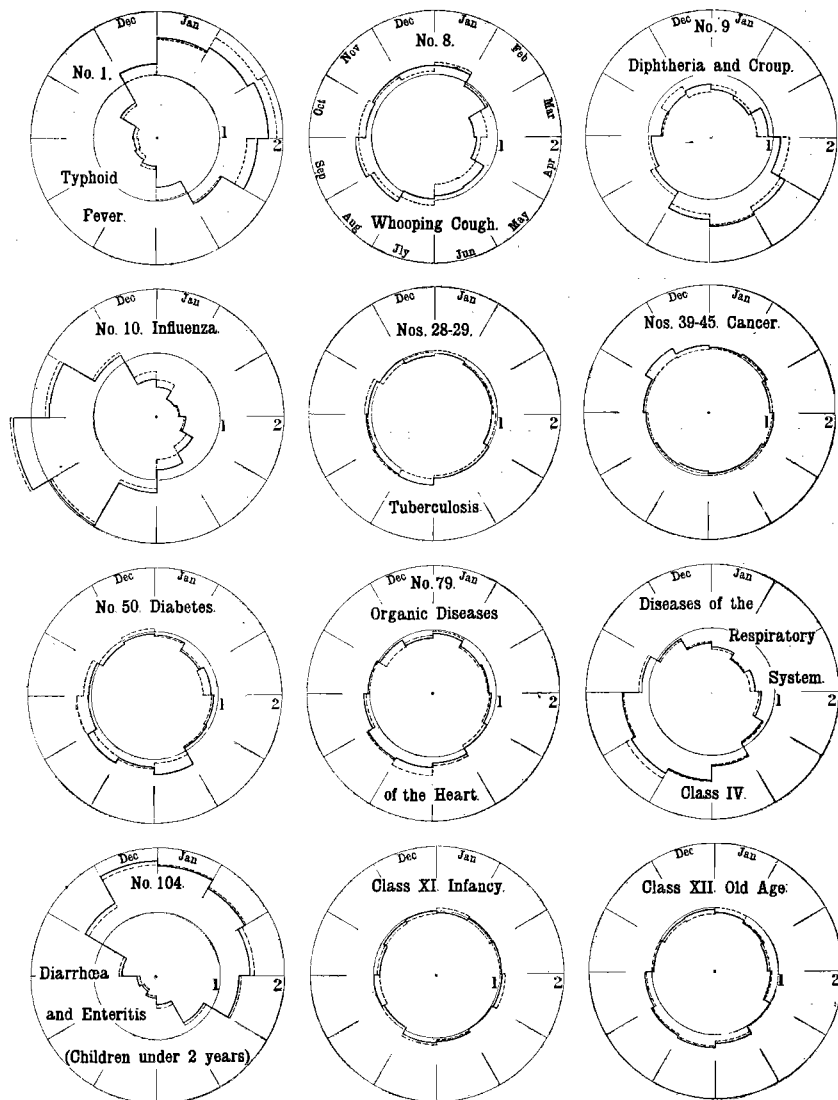 Dec Jan
No. 1.
1 2
Typhoid
Fever.
Dec Jan
No. 8.
Nov Feb
Oct Mar
Sep Apr
Aug May
Jly Jun
Whooping Cough.
Dec Jan
No. 9
Diphtheria and Croup.
1 2
Dec Jan
No. 10. Influenza.
1 2
Dec Jan
Nos. 28-29.
1 2
Tuberculosis.
Dec Jan
Nos. 39-45. Cancer.
1 2
Dec Jan
No. 50. Diabetes.
1 2
Dec No. 79. Jan
Organic Diseases
1 2
of the Heart.
Dec Jan
Diseases of the
Respiratory
System.
1 2
Class IV.
Dec Jan
No. 104.
Diarrhœa
1 2
and Enteritis
(Children under 2 years)
Dec Jan
Class XI. Infancy.
1 2
Dec Jan
Class XII. Old Age.
1 2